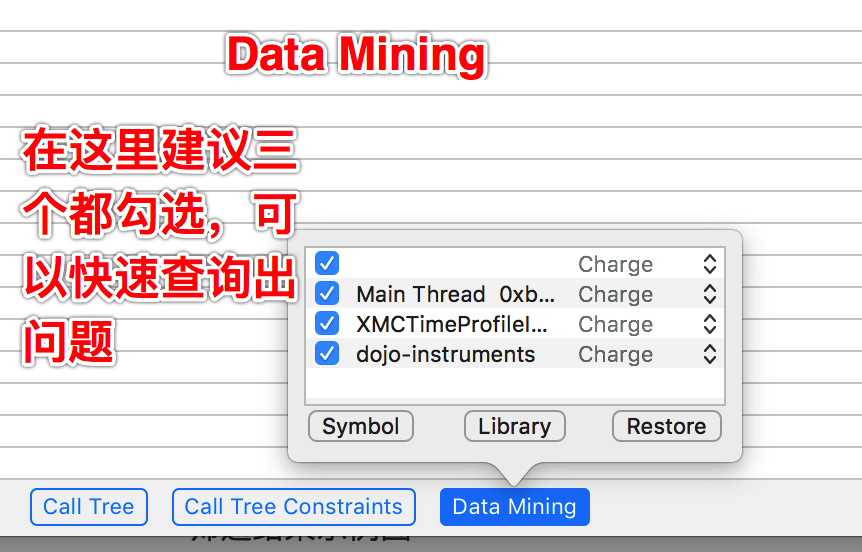 Data Mining
在这里建议三
个都勾选，可
以快速查询出
问题
Charge
Main Thread 0xb... Charge
XMCTimeProfileI... Charge
dojo-instruments Charge
Symbol Library Restore
Call Tree Call Tree Constraints Data Mining